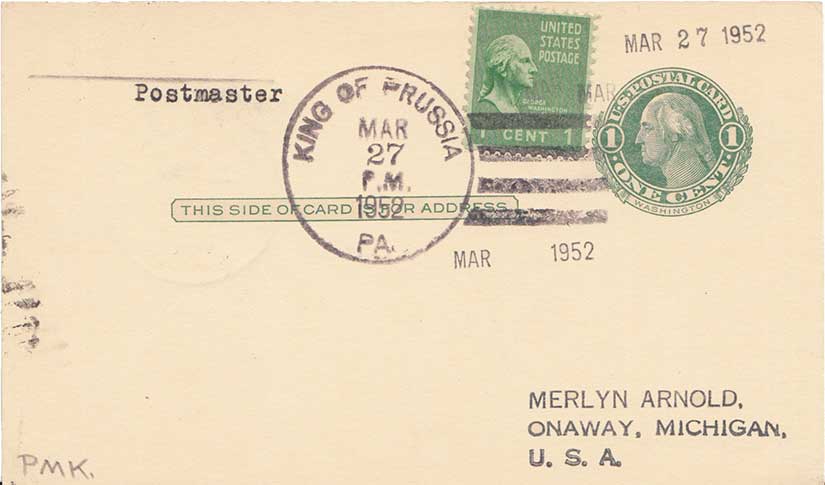 MAR 27 1952
UNITED
STATES
POSTAGE
GEORGE
WASHINGTON
1 CENT 1
MAR
U.S. POSTAL CARD
1 1
ONE CENT
WASHINGTON
Postmaster
KING OF PRUSSIA
MAR
27
P.M.
1952
PA.
THIS SIDE OF CARD IS FOR ADDRESS
MAR 1952
MERLYN ARNOLD,
ONAWAY, MICHIGAN,
U. S. A.
PMK.